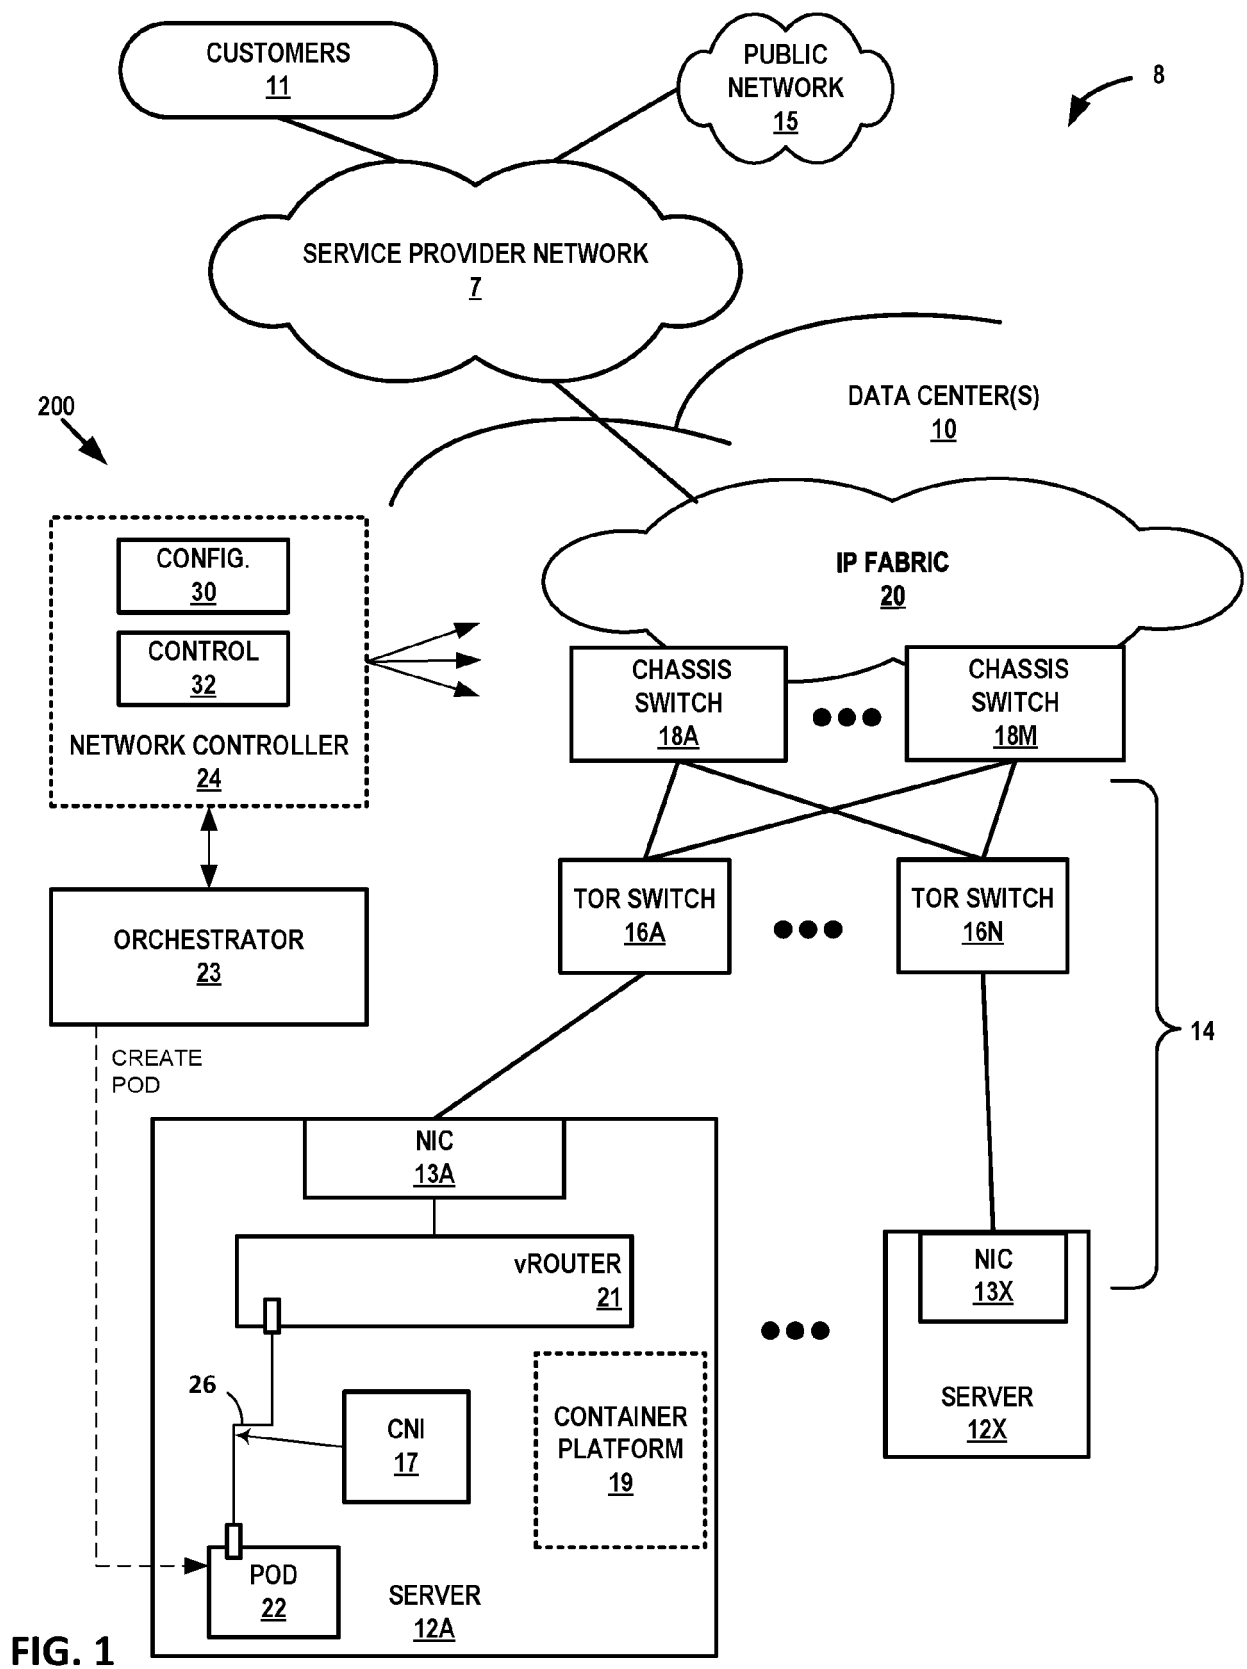 CUSTOMERS
11
PUBLIC
NETWORK
15
8
SERVICE PROVIDER NETWORK
7
DATA CENTER(S)
10
200
CONFIG.
30
CONTROL
32
NETWORK CONTROLLER
24
IP FABRIC
20
CHASSIS
SWITCH
18A
CHASSIS
SWITCH
18M
TOR SWITCH
16A
TOR SWITCH
16N
ORCHESTRATOR
23
14
CREATE
POD
NIC
13A
vROUTER
21
NIC
13X
SERVER
12X
26
CNI
17
CONTAINER
PLATFORM
19
POD
22
SERVER
12A
FIG. 1